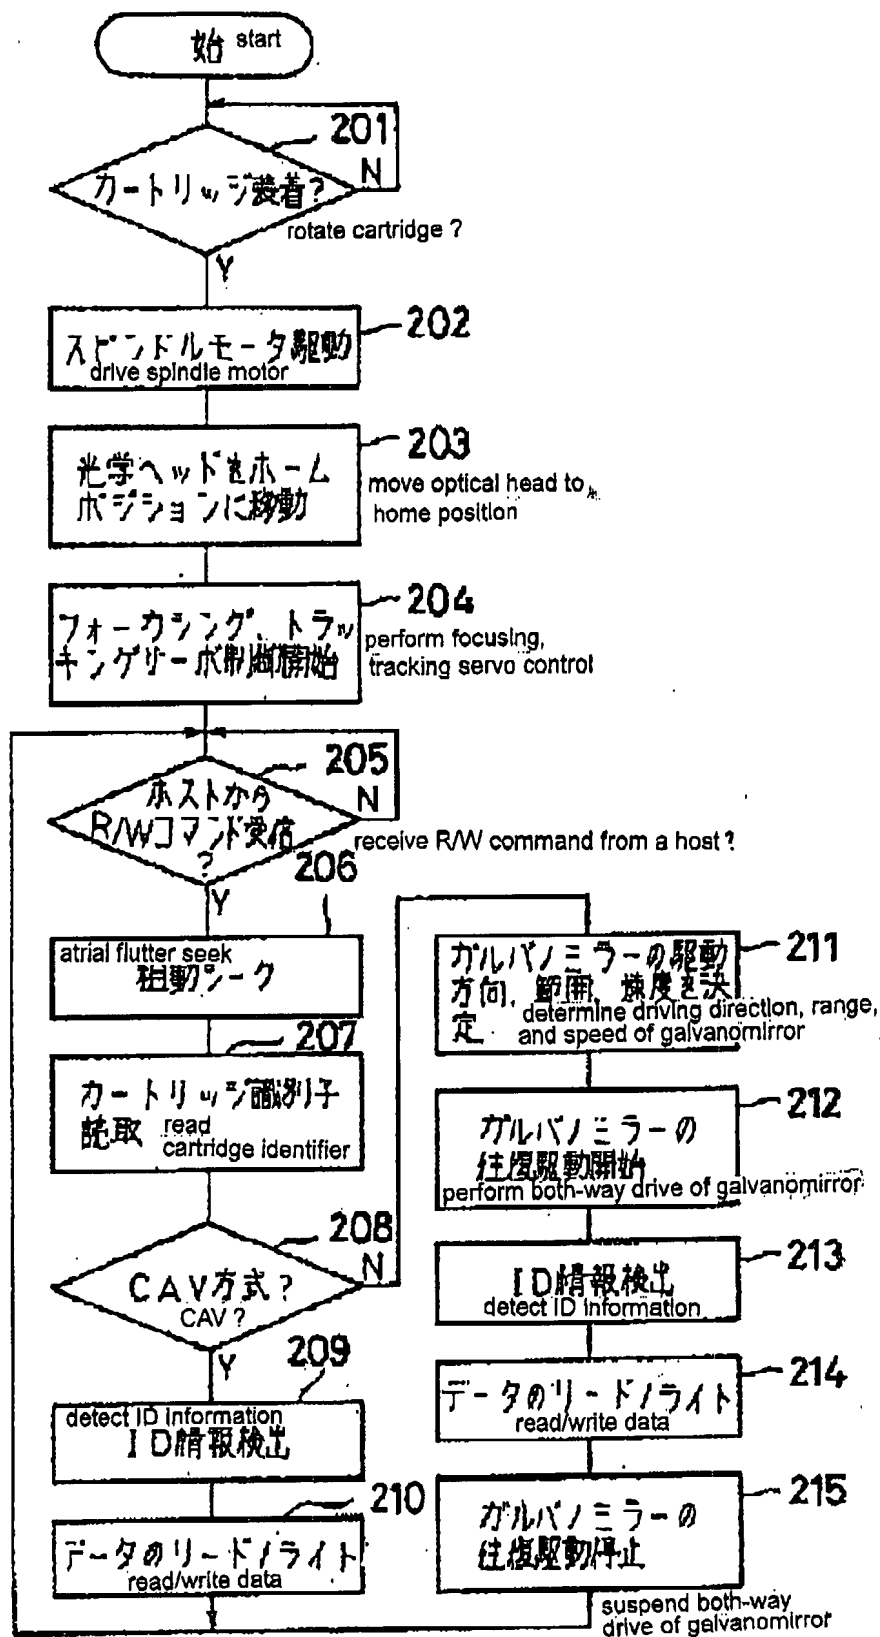 始 start
201
N
カートリッジ装着?
rotate cartridge ?
Y
202
スピンドルモータ駆動
drive spindle motor
203
光学ヘッドをホーム
ポジションに移動
move optical head to
home position
204
フォーカシング、トラッ
キングサーボ制御開始
perform focusing,
tracking servo control
205
N
ホストから
R/Wコマンド受信
?
receive R/W command from a host ?
Y
206
atrial flutter seek
粗動シーク
207
カートリッジ識別子
読取 read
cartridge identifier
208
N
CAV方式?
CAV ?
Y
209
detect ID information
ID情報検出
210
データのリード/ライト
read/write data
211
ガルバノミラーの駆動
方向、範囲、速度を決
定 determine driving direction, range,
and speed of galvanomirror
212
ガルバノミラーの
往復駆動開始
perform both-way drive of galvanomirror
213
ID情報検出
detect ID information
214
データのリード/ライト
read/write data
215
ガルバノミラーの
往復駆動停止
suspend both-way
drive of galvanomirror